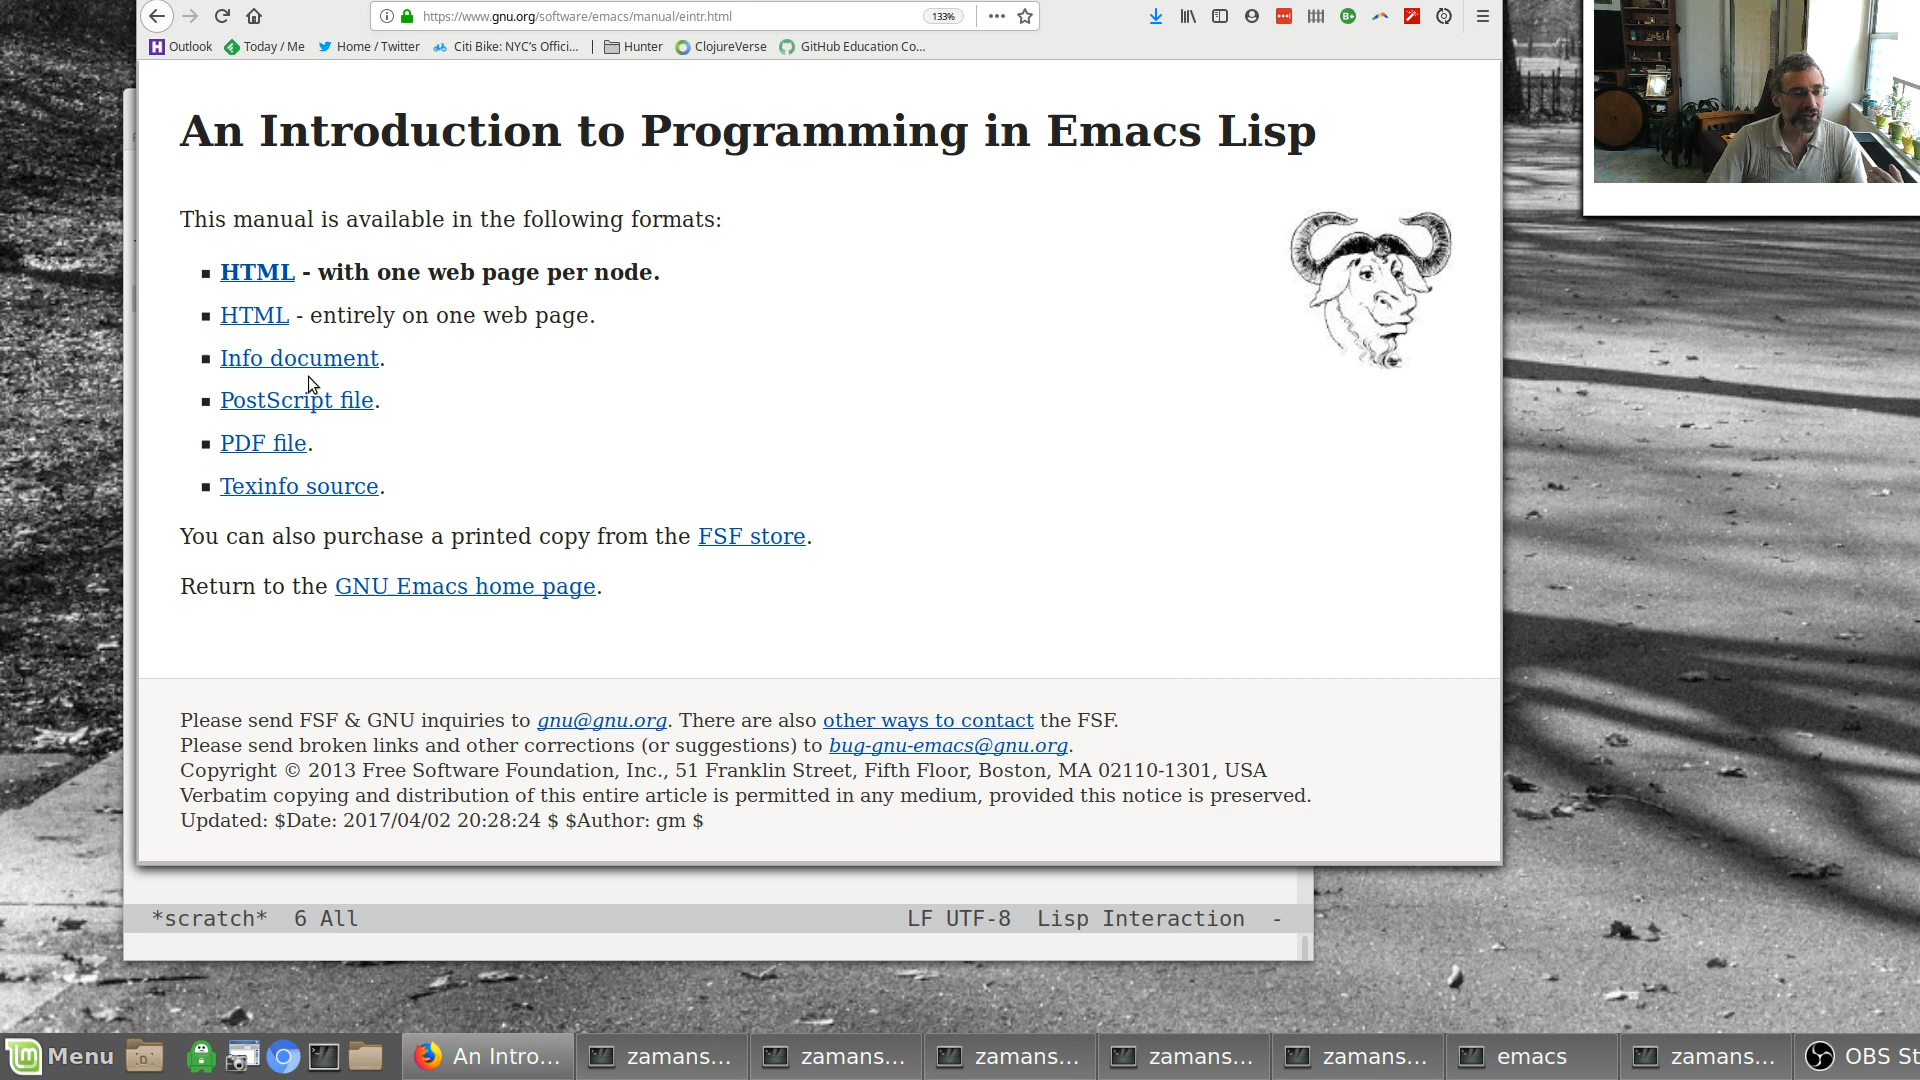 https://www.gnu.org/software/emacs/manual/eintr.html
133%
Outlook
Today / Me
Home / Twitter
Citi Bike: NYC's Offici...
Hunter
ClojureVerse
GitHub Education Co...
An Introduction to Programming in Emacs Lisp
This manual is available in the following formats:
HTML - with one web page per node.
HTML - entirely on one web page.
Info document.
PostScript file.
PDF file.
Texinfo source.
You can also purchase a printed copy from the FSF store.
Return to the GNU Emacs home page.
Please send FSF & GNU inquiries to gnu@gnu.org. There are also other ways to contact the FSF.
Please send broken links and other corrections (or suggestions) to bug-gnu-emacs@gnu.org.
Copyright © 2013 Free Software Foundation, Inc., 51 Franklin Street, Fifth Floor, Boston, MA 02110-1301, USA
Verbatim copying and distribution of this entire article is permitted in any medium, provided this notice is preserved.
Updated: $Date: 2017/04/02 20:28:24 $ $Author: gm $
*scratch* 6 All LF UTF-8 Lisp Interaction -
Menu
An Intro...
zamans...
zamans...
zamans...
zamans...
zamans...
emacs
zamans...
OBS St